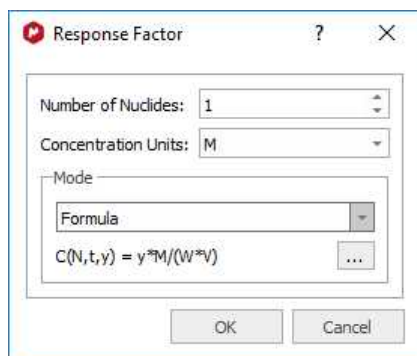 Response Factor ? X
Number of Nuclides: 1
Concentration Units: M
Mode
Formula
C(N,t,y) = y*M/(W*V) ...
OK Cancel